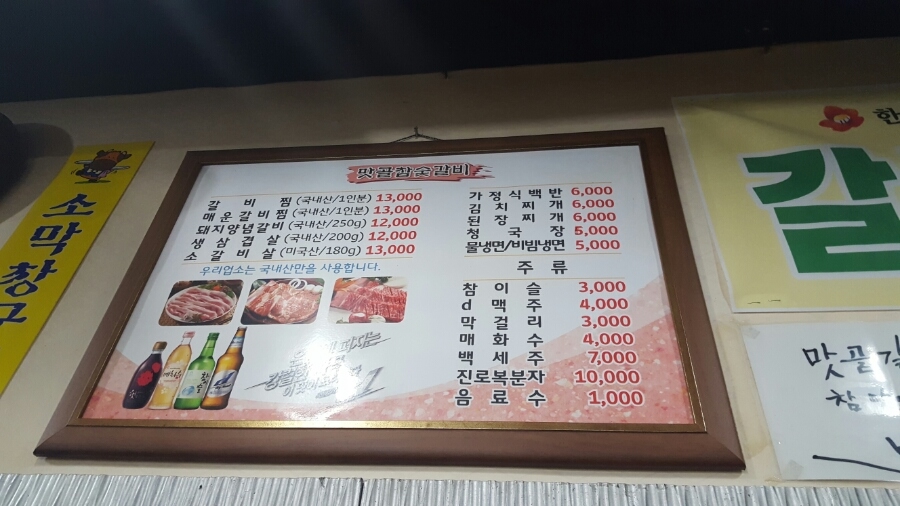 소막창구
맛팔깔숯갈비
갈비찜 (국내산/1인분) 13,000
매운갈비찜 (국내산/1인분) 13,000
돼지양념갈비 (국내산/250g) 12,000
생삼겹살 (국내산/200g) 12,000
소갈비살 (미국산/180g) 13,000
우리업소는 국내산만을 사용합니다.
가정식백반 6,000
김치찌개 6,000
된장찌개 6,000
청국장 5,000
물냉면/비빔냉면 5,000
주류
참이슬 3,000
d맥주 4,000
막걸리 3,000
매화수 4,000
백세주 7,000
진로복분자 10,000
음료수 1,000
한
갈
맛팔깔
참